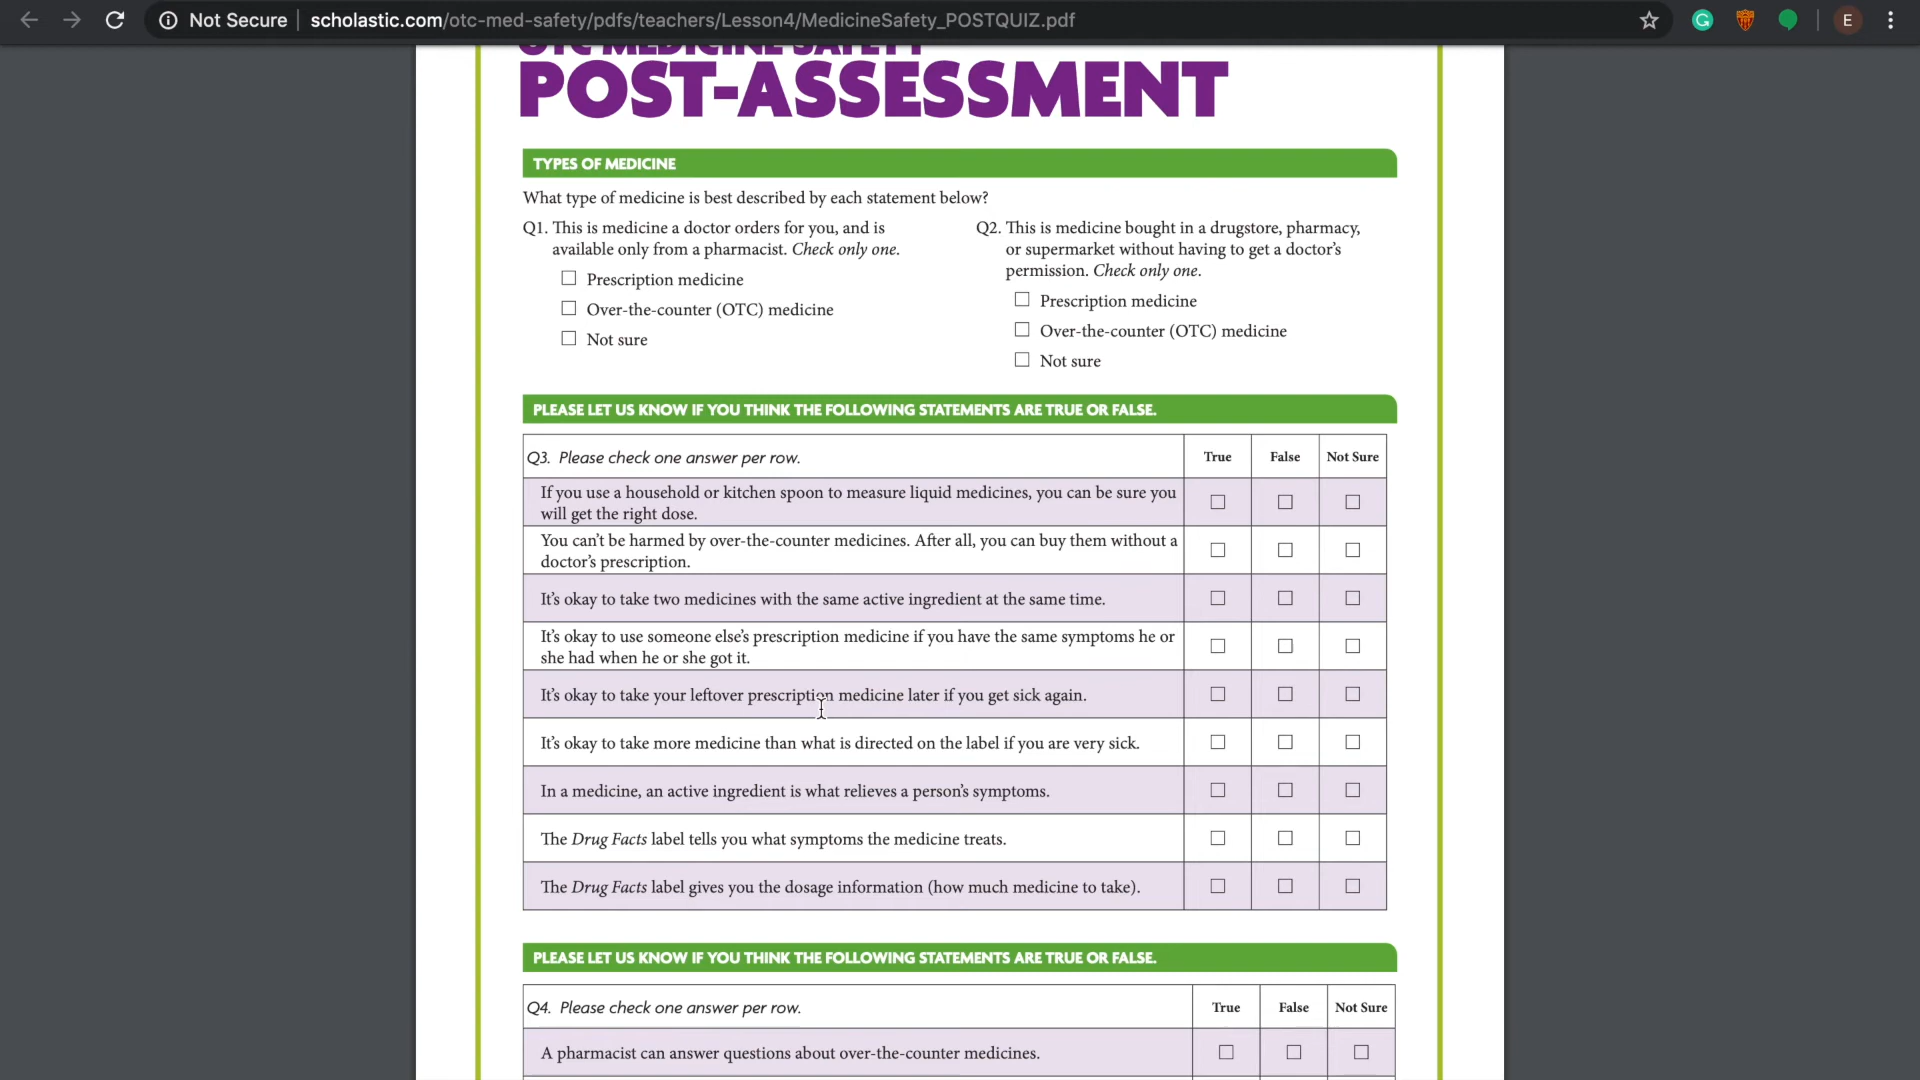 Not Secure
scholastic.com/otc-med-safety/pdfs/teachers/Lesson4/MedicineSafety_POSTQUIZ.pdf
E
OTC MEDICINE SAFETY
POST-ASSESSMENT
TYPES OF MEDICINE
What type of medicine is best described by each statement below?
Q1. This is medicine a doctor orders for you, and is
available only from a pharmacist. Check only one.
Prescription medicine
Over-the-counter (OTC) medicine
Not sure
Q2. This is medicine bought in a drugstore, pharmacy,
or supermarket without having to get a doctor's
permission. Check only one.
Prescription medicine
Over-the-counter (OTC) medicine
Not sure
PLEASE LET US KNOW IF YOU THINK THE FOLLOWING STATEMENTS ARE TRUE OR FALSE.
Q3. Please check one answer per row. True False Not Sure
If you use a household or kitchen spoon to measure liquid medicines, you can be sure you
will get the right dose.
You can't be harmed by over-the-counter medicines. After all, you can buy them without a
doctor's prescription.
It's okay to take two medicines with the same active ingredient at the same time.
It's okay to use someone else's prescription medicine if you have the same symptoms he or
she had when he or she got it.
It's okay to take your leftover prescription medicine later if you get sick again.
It's okay to take more medicine than what is directed on the label if you are very sick.
In a medicine, an active ingredient is what relieves a person's symptoms.
The Drug Facts label tells you what symptoms the medicine treats.
The Drug Facts label gives you the dosage information (how much medicine to take).
PLEASE LET US KNOW IF YOU THINK THE FOLLOWING STATEMENTS ARE TRUE OR FALSE.
Q4. Please check one answer per row. True False Not Sure
A pharmacist can answer questions about over-the-counter medicines.